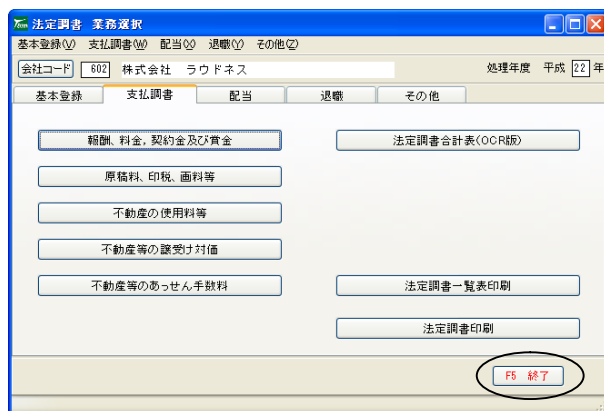 法定調書 業務選択
基本登録(V) 支払調書(W) 配当(X) 退職(Y) その他(Z)
会社コード 602 株式会社 ラウドネス 処理年度 平成 22 年
基本登録 支払調書 配当 退職 その他
報酬、料金，契約金及び賞金 法定調書合計表(OCR版)
原稿料、印税、画料等
不動産の使用料等
不動産等の譲受け対価
不動産等のあっせん手数料 法定調書一覧表印刷
法定調書印刷
F5 終了